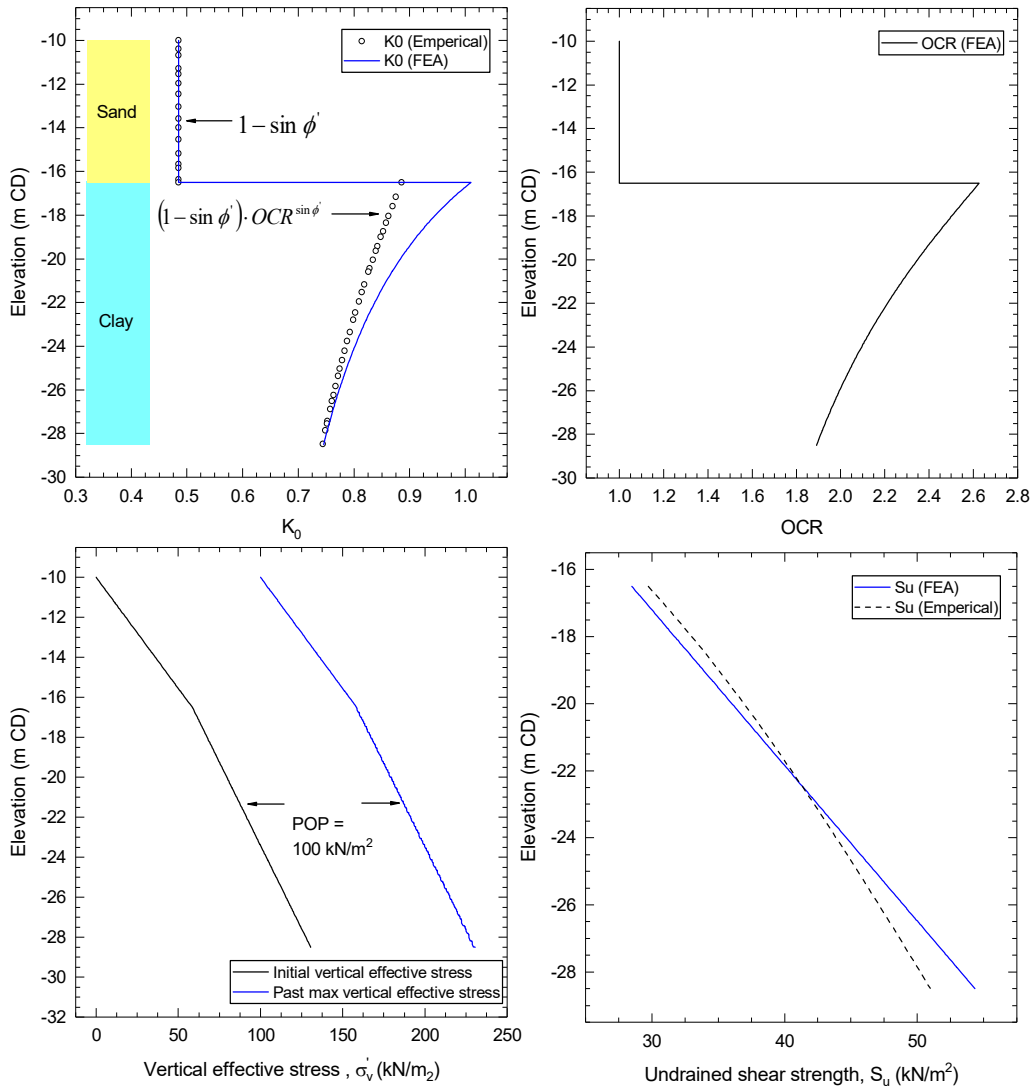 K0 (Emperical)
K0 (FEA)
Sand
Clay
1 − sin ϕ'
(1 − sin ϕ')·OCR^sin ϕ'
-10
-12
-14
-16
-18
-20
-22
-24
-26
-28
-30
0.3 0.4 0.5 0.6 0.7 0.8 0.9 1.0
Elevation (m CD)
K₀
OCR (FEA)
-10
-12
-14
-16
-18
-20
-22
-24
-26
-28
-30
1.0 1.2 1.4 1.6 1.8 2.0 2.2 2.4 2.6 2.8
Elevation (m CD)
OCR
-10
-12
-14
-16
-18
-20
-22
-24
-26
-28
-30
-32
POP =
100 kN/m²
Initial vertical effective stress
Past max vertical effective stress
0 50 100 150 200 250
Elevation (m CD)
Vertical effective stress , σ'ᵥ (kN/m₂)
Su (FEA)
Su (Emperical)
-16
-18
-20
-22
-24
-26
-28
30 40 50
Elevation (m CD)
Undrained shear strength, Sᵤ (kN/m²)